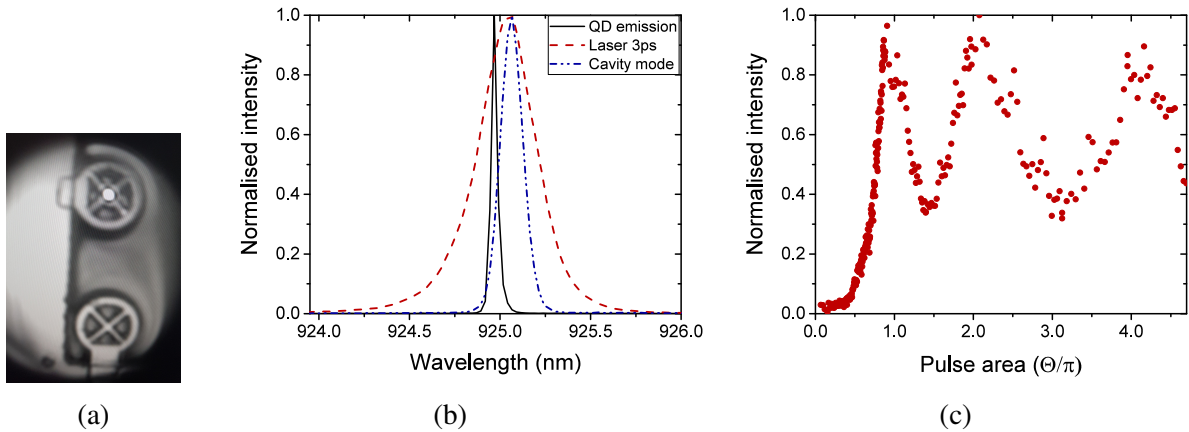 1.0
0.8
0.6
0.4
0.2
0.0
Normalised intensity
924.0 924.5 925.0 925.5 926.0
Wavelength (nm)
QD emission
Laser 3ps
Cavity mode
1.0
0.8
0.6
0.4
0.2
0.0
Normalised intensity
0.0 1.0 2.0 3.0 4.0
Pulse area (Θ/π)
(a) (b) (c)